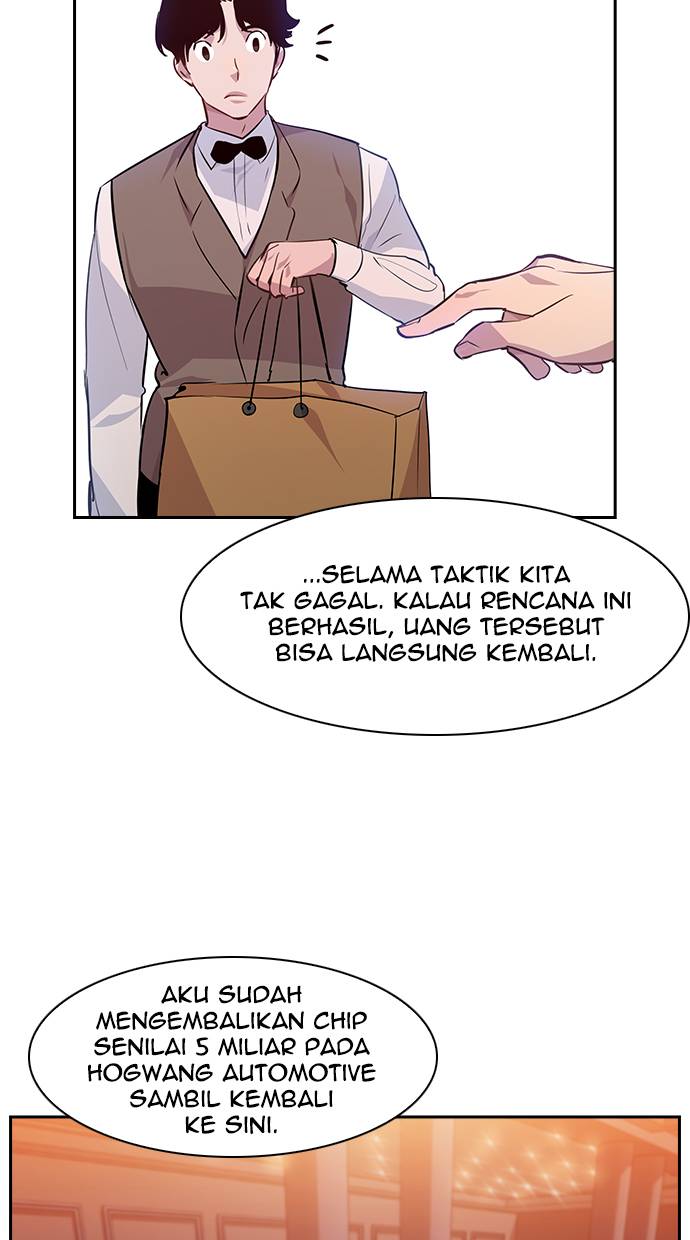 ...SELAMA TAKTIK KITA
TAK GAGAL. KALAU RENCANA INI
BERHASIL, UANG TERSEBUT
BISA LANGSUNG KEMBALI.
AKU SUDAH
MENGEMBALIKAN CHIP
SENILAI 5 MILIAR PADA
HOGWANG AUTOMOTIVE
SAMBIL KEMBALI
KE SINI.